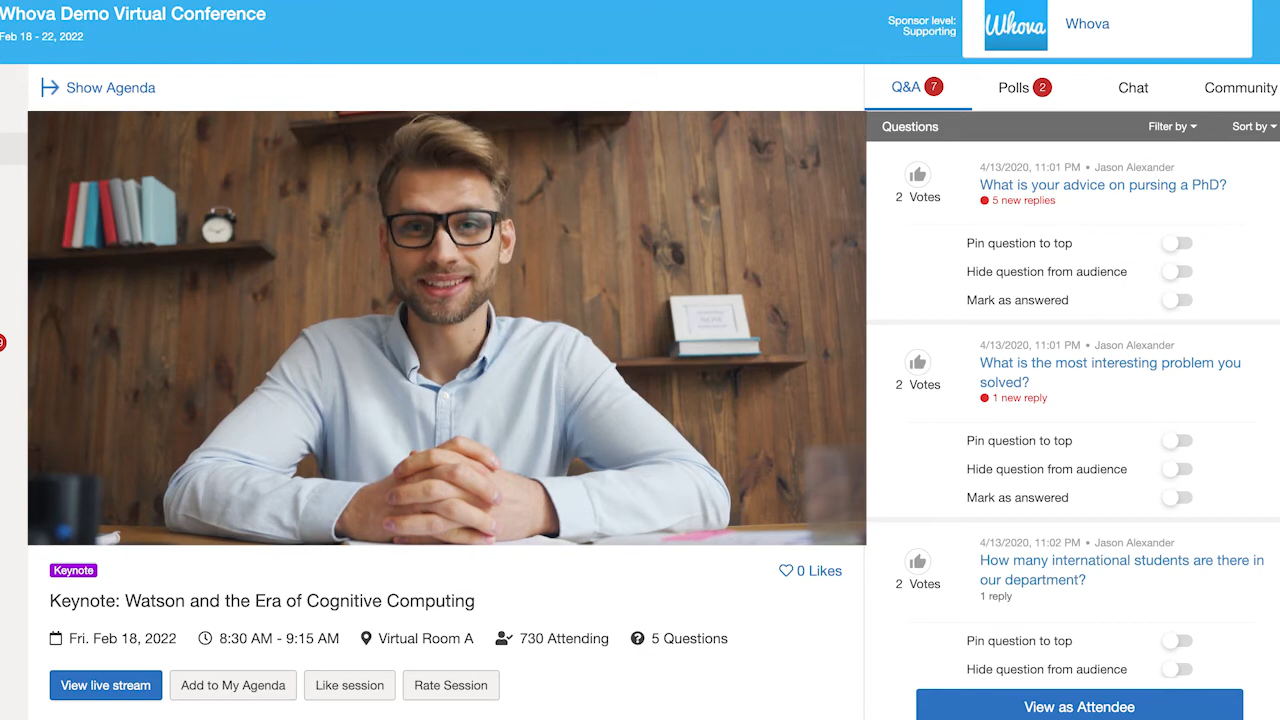 Whova Demo Virtual Conference
Feb 18 - 22, 2022
Sponsor level:
Supporting
Whova
Whova
Show Agenda
Q&A 7
Polls 2
Chat
Community
Questions
Filter by
Sort by
4/13/2020, 11:01 PM • Jason Alexander
What is your advice on pursing a PhD?
5 new replies
2 Votes
Pin question to top
Hide question from audience
Mark as answered
4/13/2020, 11:01 PM • Jason Alexander
What is the most interesting problem you
solved?
1 new reply
2 Votes
Pin question to top
Hide question from audience
Mark as answered
4/13/2020, 11:02 PM • Jason Alexander
How many international students are there in
our department?
1 reply
2 Votes
Pin question to top
Hide question from audience
View as Attendee
Keynote
0 Likes
Keynote: Watson and the Era of Cognitive Computing
Fri. Feb 18, 2022
8:30 AM - 9:15 AM
Virtual Room A
730 Attending
5 Questions
View live stream
Add to My Agenda
Like session
Rate Session